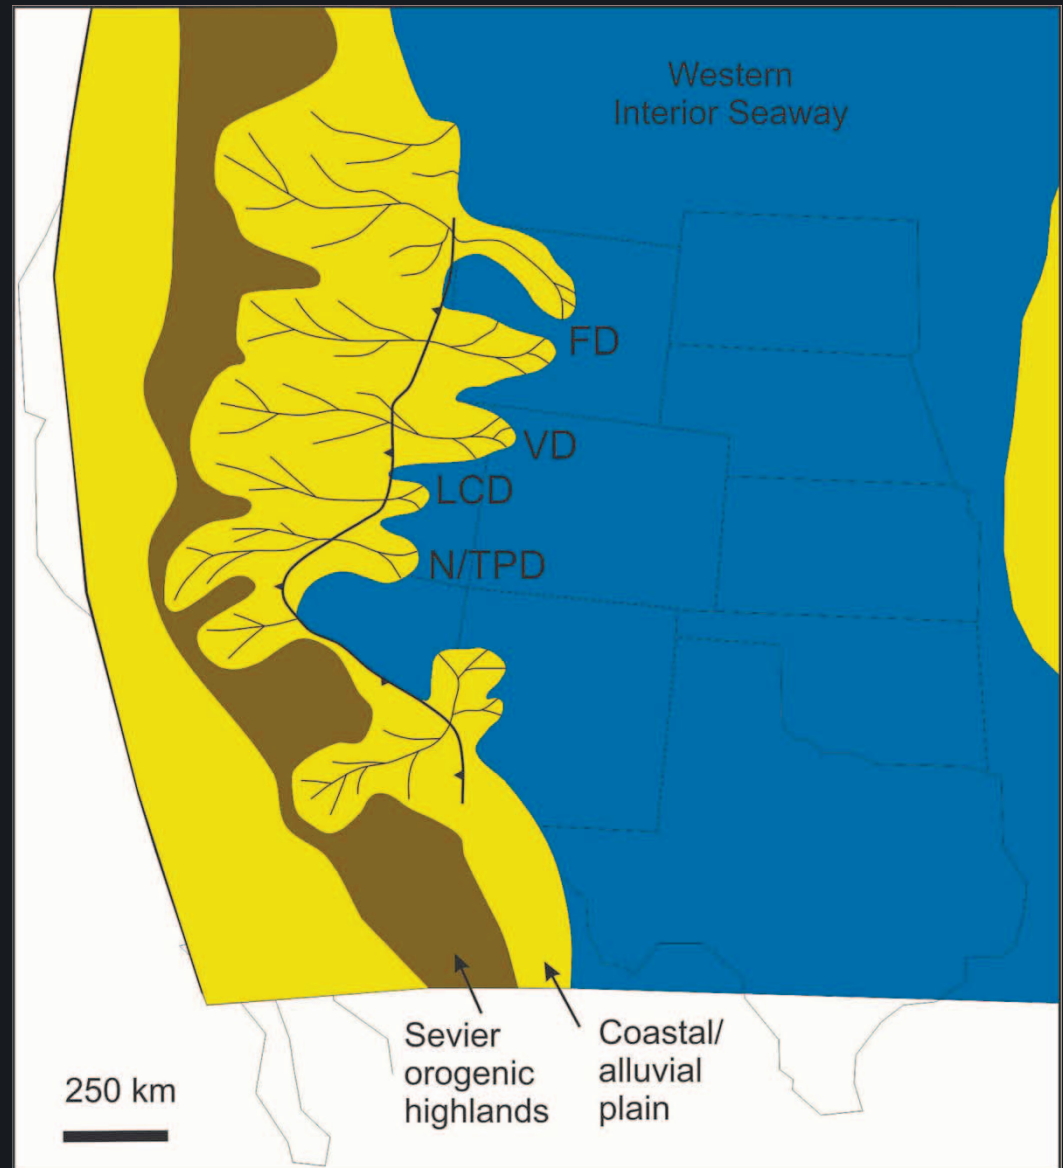 Western
Interior Seaway
FD
VD
LCD
N/TPD
Sevier
orogenic
highlands
Coastal/
alluvial
plain
250 km